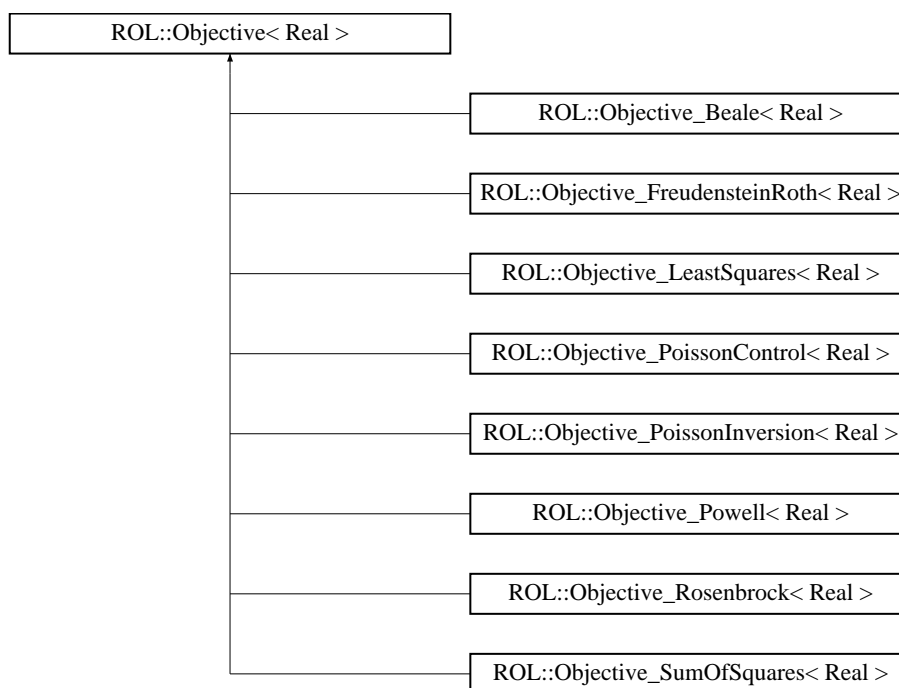 ROL::Objective< Real >
ROL::Objective_Beale< Real >
ROL::Objective_FreudensteinRoth< Real >
ROL::Objective_LeastSquares< Real >
ROL::Objective_PoissonControl< Real >
ROL::Objective_PoissonInversion< Real >
ROL::Objective_Powell< Real >
ROL::Objective_Rosenbrock< Real >
ROL::Objective_SumOfSquares< Real >